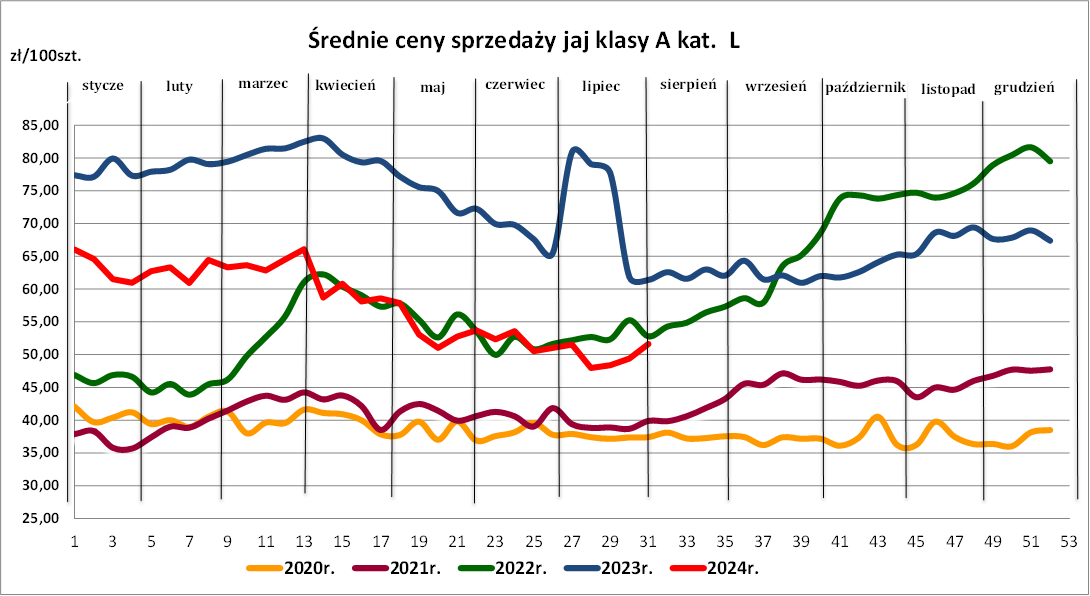 Średnie ceny sprzedaży jaj klasy A kat. L
zł/100szt.
stycze luty marzec kwiecień maj czerwiec lipiec sierpień wrzesień październik listopad grudzień
85,00
80,00
75,00
70,00
65,00
60,00
55,00
50,00
45,00
40,00
35,00
30,00
25,00
1 3 5 7 9 11 13 15 17 19 21 23 25 27 29 31 33 35 37 39 41 43 45 47 49 51 53
2020r. 2021r. 2022r. 2023r. 2024r.